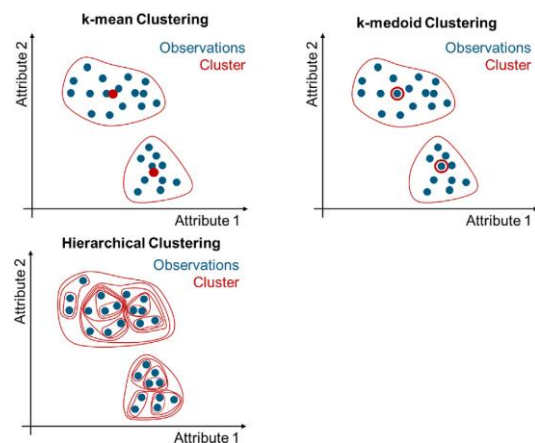 k-mean Clustering
Observations
Cluster
Attribute 2
Attribute 1
k-medoid Clustering
Observations
Cluster
Attribute 2
Attribute 1
Hierarchical Clustering
Observations
Cluster
Attribute 2
Attribute 1